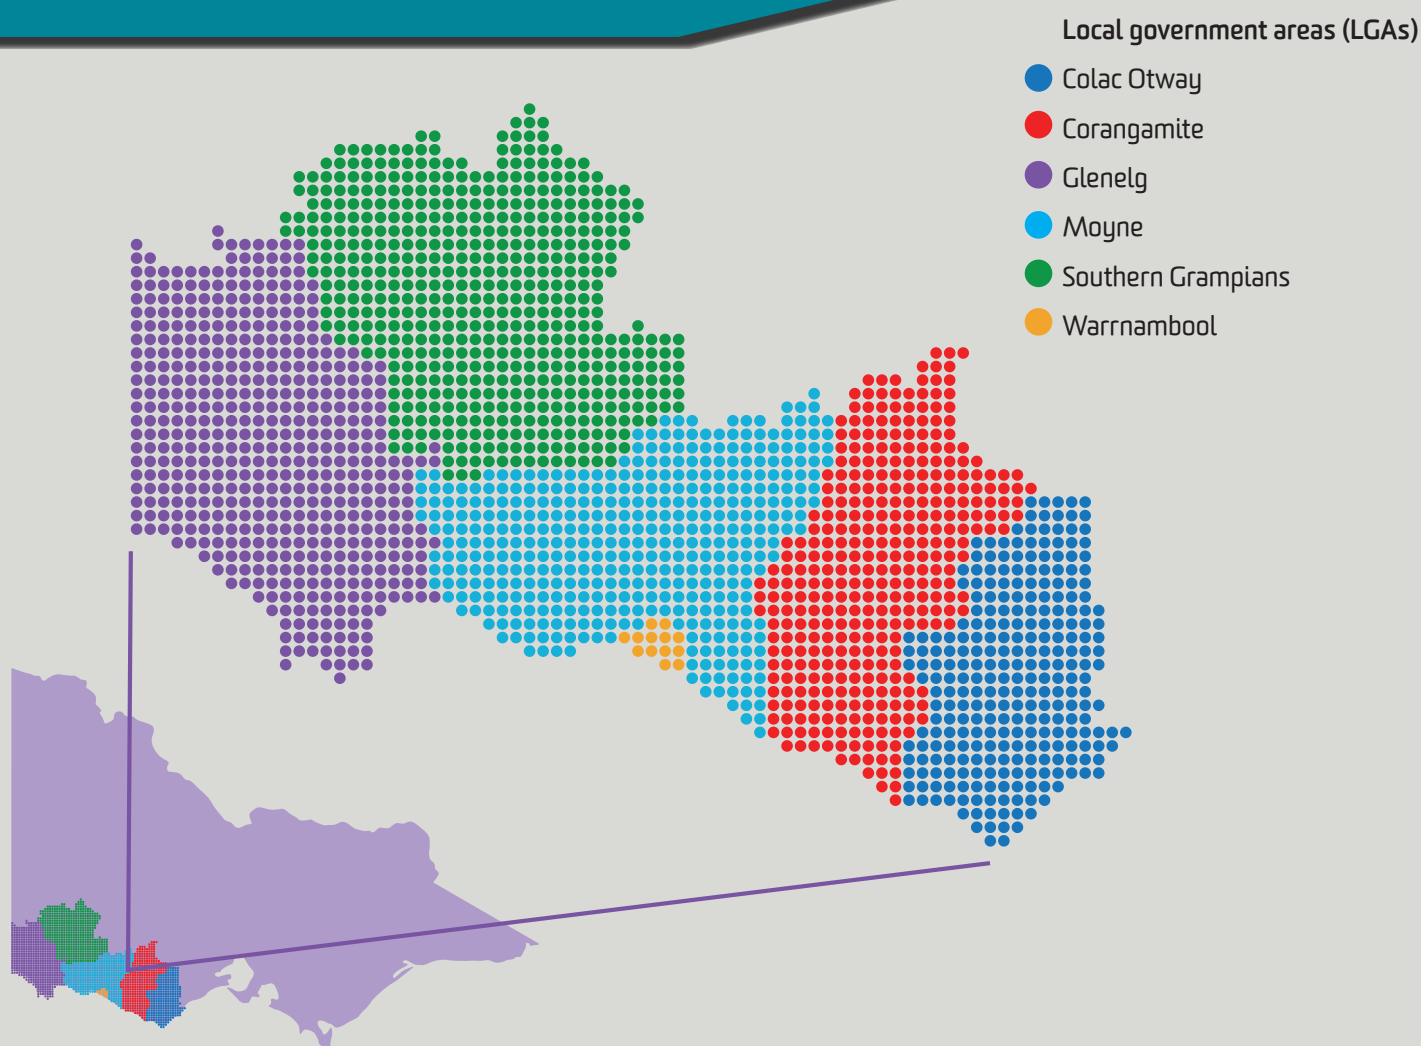 Local government areas (LGAs)
Colac Otway
Corangamite
Glenelg
Moyne
Southern Grampians
Warrnambool